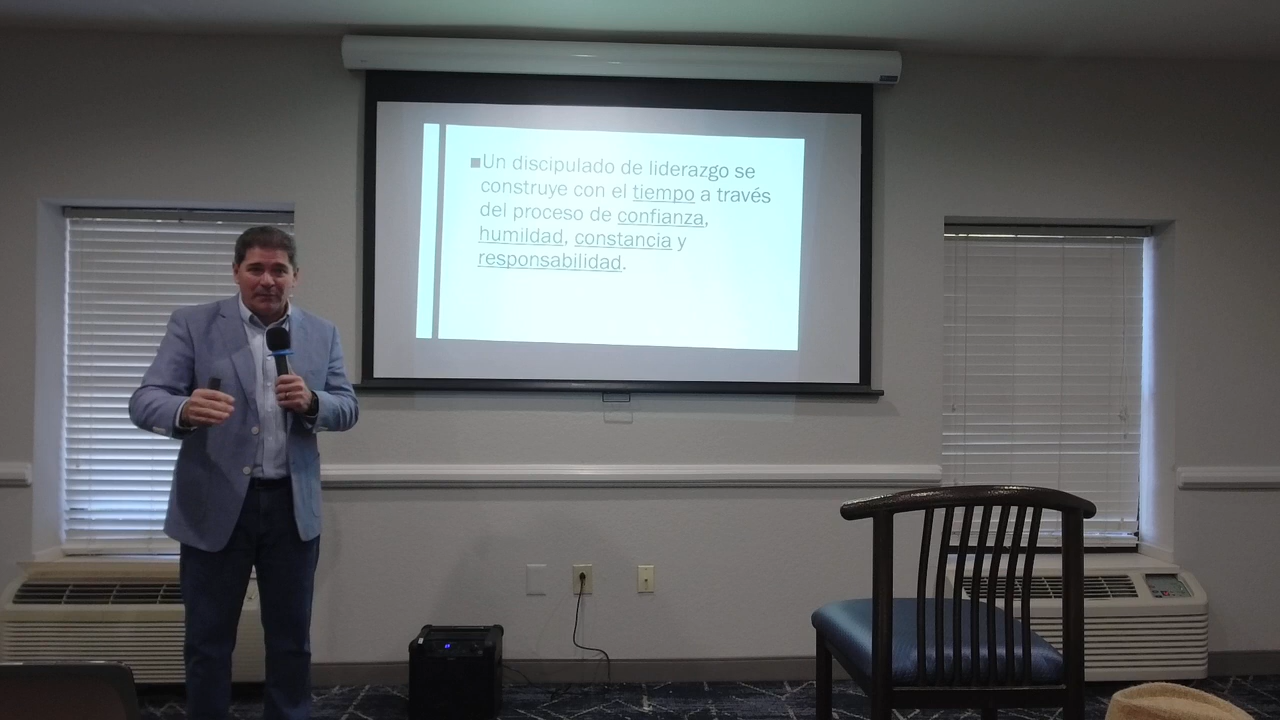 ■Un discipulado de liderazgo se
construye con el tiempo a través
del proceso de confianza,
humildad, constancia y
responsabilidad.